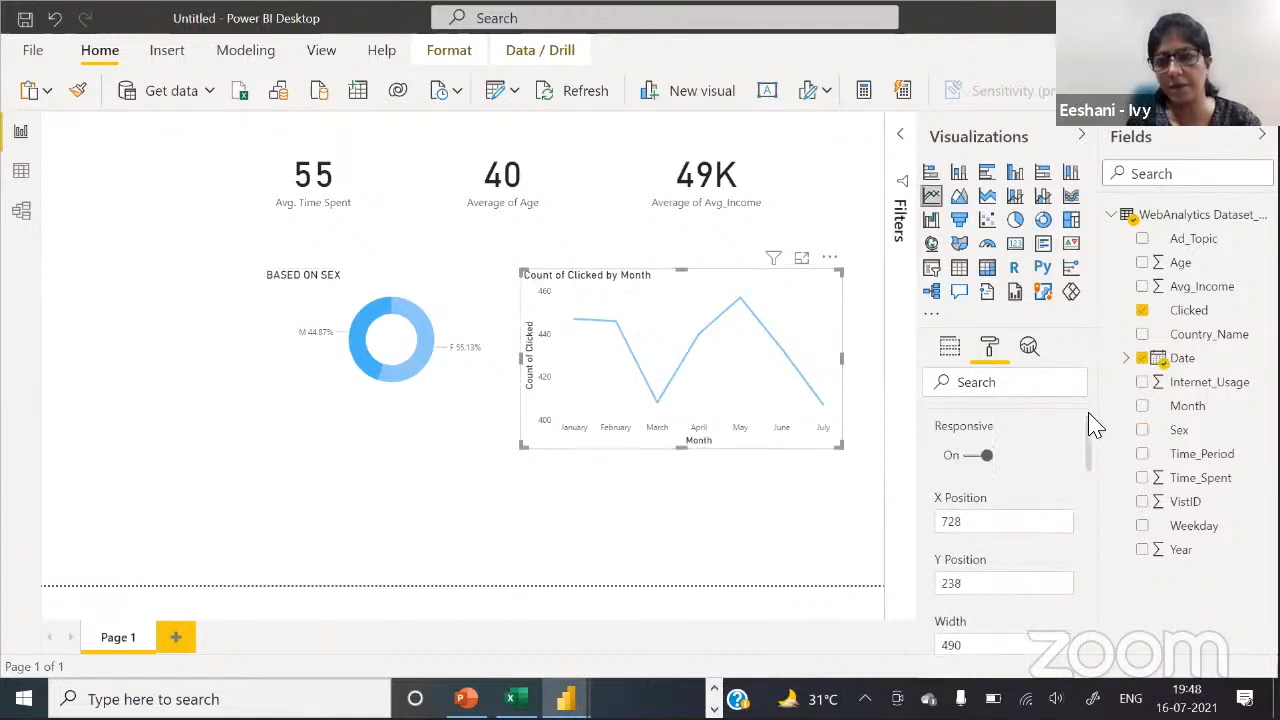 Untitled - Power BI Desktop
Search
Eeshani - Ivy
File
Home
Insert
Modeling
View
Help
Format
Data / Drill
Get data
Refresh
New visual
Sensitivity (pr
Visualizations
Fields
Search
Filters
55
Avg. Time Spent
40
Average of Age
49K
Average of Avg_Income
BASED ON SEX
M 44.87%
F 55.13%
Count of Clicked by Month
460
440
420
400
Count of Clicked
January
February
March
April
May
June
July
Month
R
Py
123
Search
Responsive
On
X Position
728
Y Position
238
Width
490
WebAnalytics Dataset_...
Ad_Topic
Age
Avg_Income
Clicked
Country_Name
Date
Internet_Usage
Month
Sex
Time_Period
Time_Spent
VistID
Weekday
Year
zoom
Page 1
Page 1 of 1
Type here to search
31°C
ENG
19:48
16-07-2021